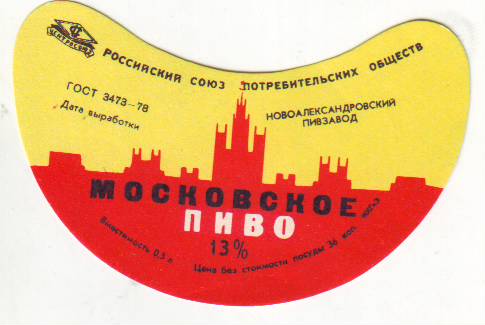 ЦЕНТРОСОЮЗ
РОССИЙСКИЙ СОЮЗ ПОТРЕБИТЕЛЬСКИХ ОБЩЕСТВ
ГОСТ 3473-78
Дата выработки
НОВОАЛЕКСАНДРОВСКИЙ
ПИВЗАВОД
МОСКОВСКОЕ
ПИВО
13%
Вместимость 0,5 л
Цена без стоимости посуды 36 коп.